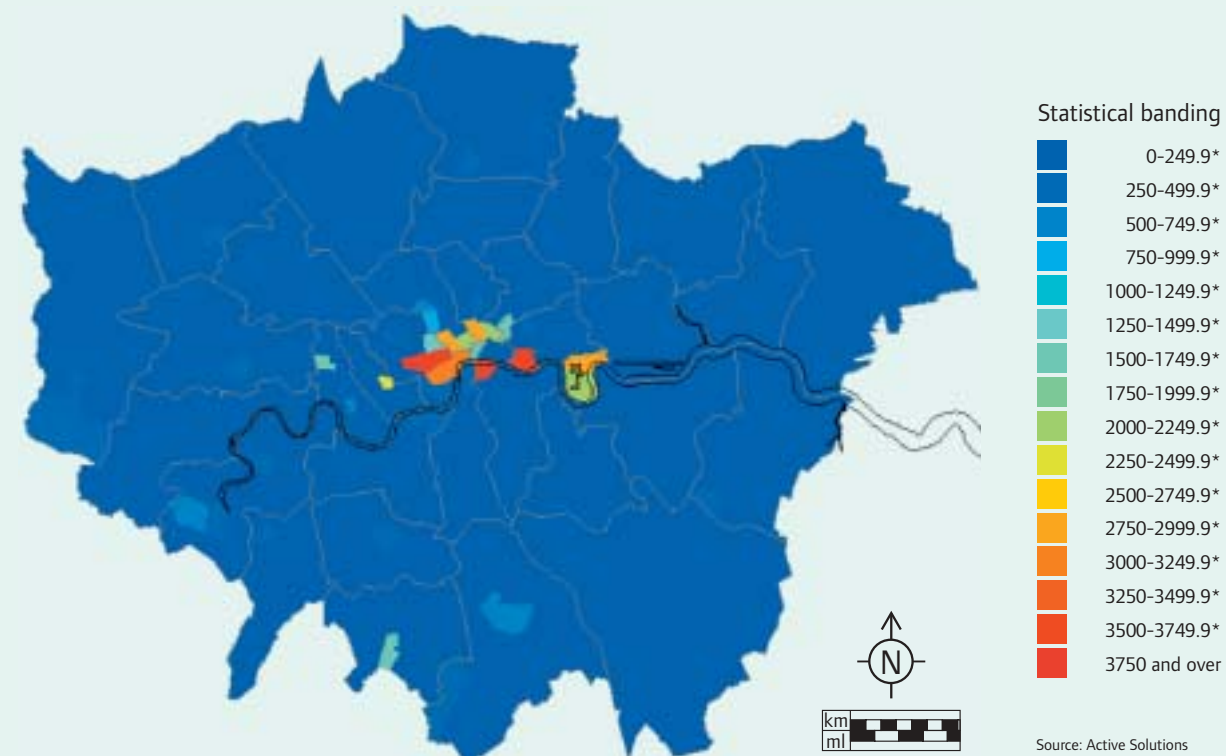 Statistical banding
0-249.9*
250-499.9*
500-749.9*
750-999.9*
1000-1249.9*
1250-1499.9*
1500-1749.9*
1750-1999.9*
2000-2249.9*
2250-2499.9*
2500-2749.9*
2750-2999.9*
3000-3249.9*
3250-3499.9*
3500-3749.9*
3750 and over
N
km
ml
Source: Active Solutions